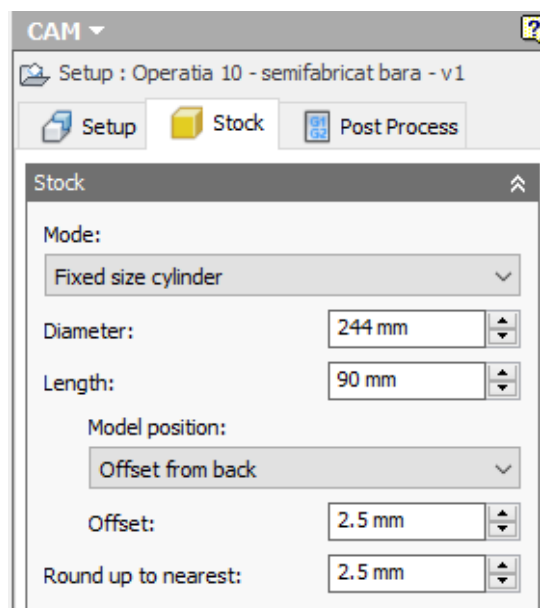 CAM
?
Setup : Operatia 10 - semifabricat bara - v1
Setup Stock G1 G2 Post Process
Stock
Mode:
Fixed size cylinder
Diameter: 244 mm
Length: 90 mm
Model position:
Offset from back
Offset: 2.5 mm
Round up to nearest: 2.5 mm